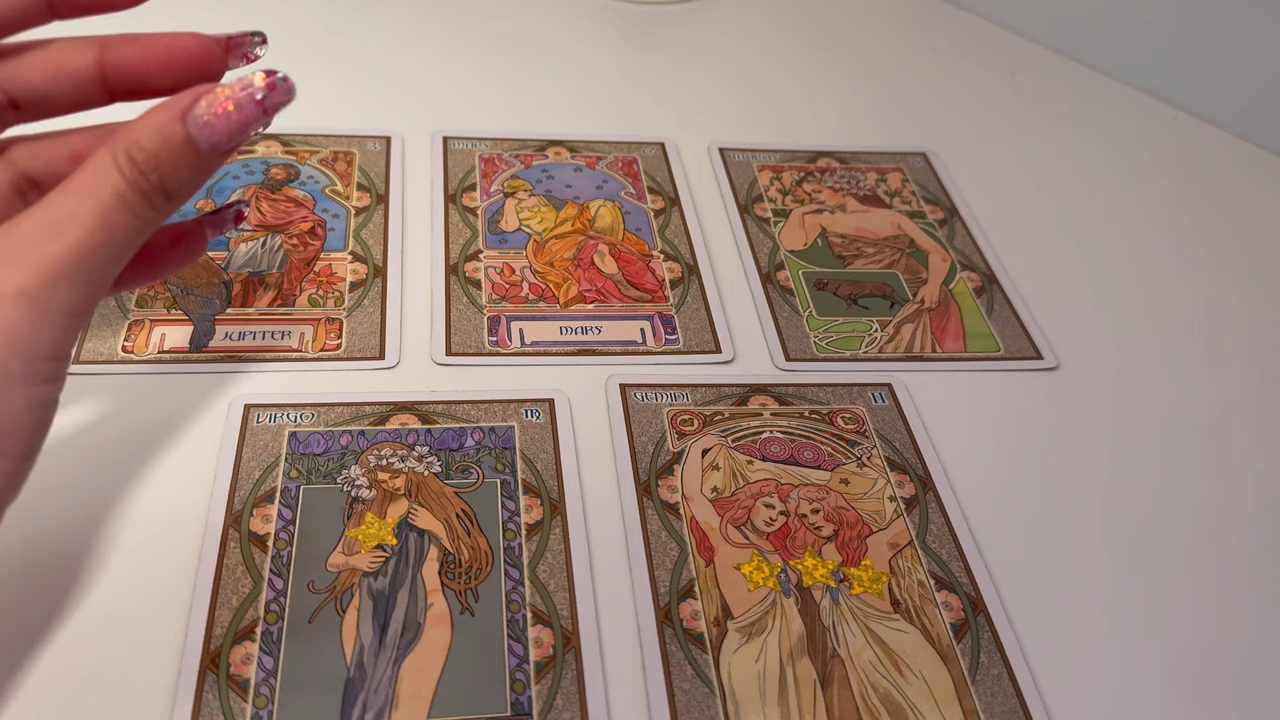 ♃
JUPITER
MARS
♂
MARS
VIRGO
♍
GEMINI
♊